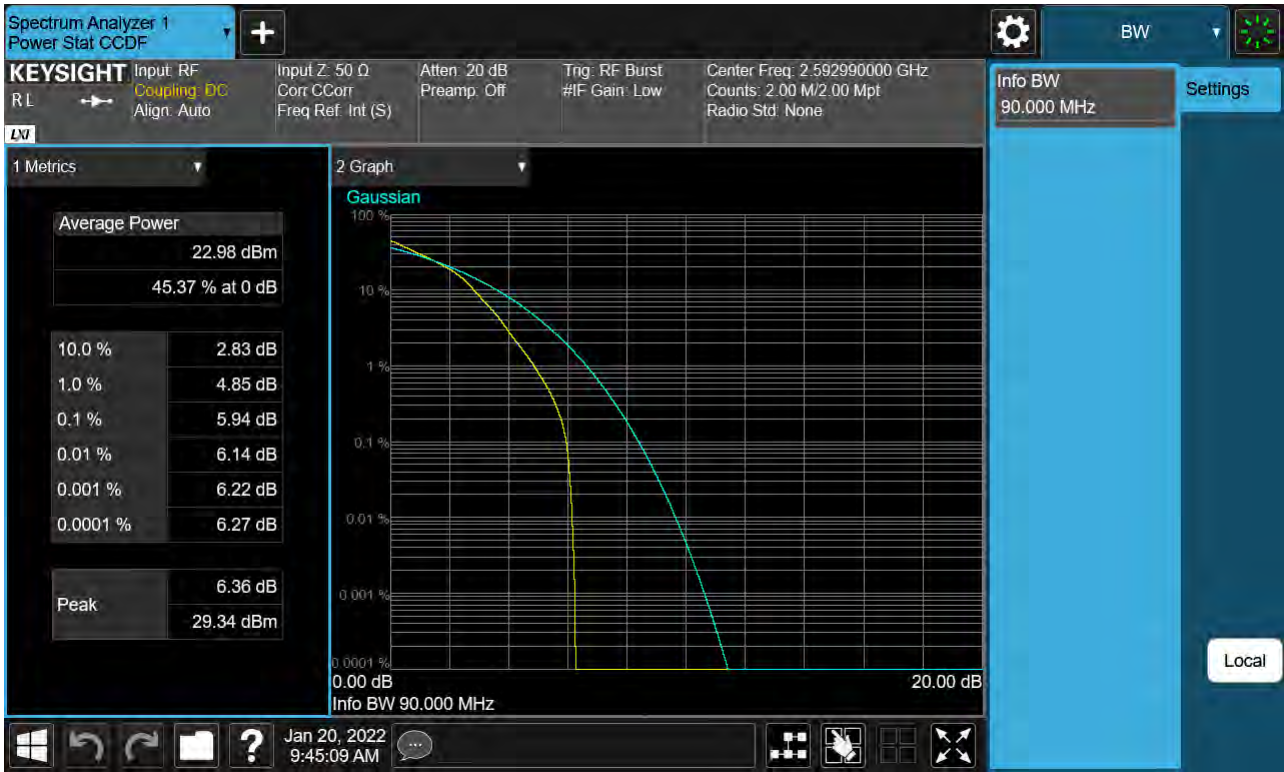 Spectrum Analyzer 1
Power Stat CCDF
+
BW
KEYSIGHT
R L
LXI
Input: RF
Coupling: DC
Align: Auto
Input Z: 50 Ω
Corr CCorr
Freq Ref: Int (S)
Atten: 20 dB
Preamp: Off
Trig: RF Burst
#IF Gain: Low
Center Freq: 2.592990000 GHz
Counts: 2.00 M/2.00 Mpt
Radio Std: None
Info BW
90.000 MHz
Settings
1 Metrics
Average Power
22.98 dBm
45.37 % at 0 dB
10.0 % 2.83 dB
1.0 % 4.85 dB
0.1 % 5.94 dB
0.01 % 6.14 dB
0.001 % 6.22 dB
0.0001 % 6.27 dB
Peak
6.36 dB
29.34 dBm
2 Graph
Gaussian
100 %
10 %
1 %
0.1 %
0.01 %
0.001 %
0.0001 %
0.00 dB 20.00 dB
Info BW 90.000 MHz
Local
?
Jan 20, 2022
9:45:09 AM